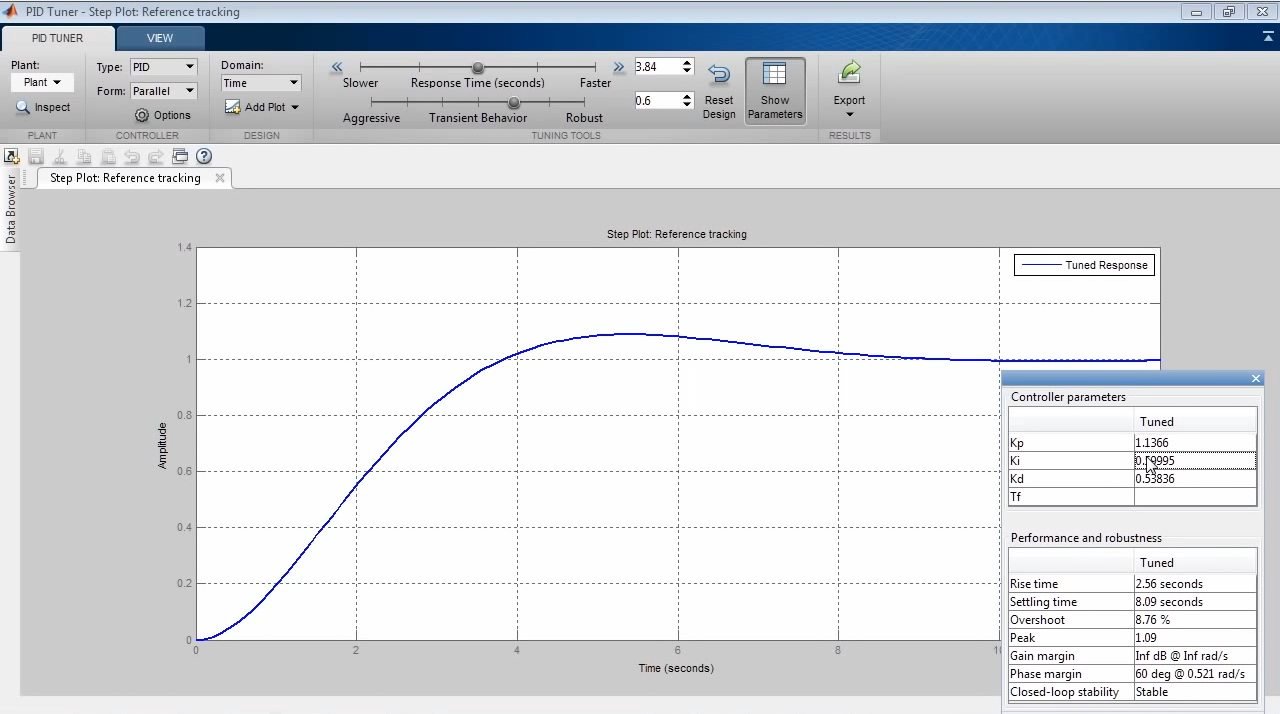 PID Tuner - Step Plot: Reference tracking
PID TUNER
VIEW
Plant:
Plant
Inspect
PLANT
Type: PID
Form: Parallel
Options
CONTROLLER
Domain:
Time
Add Plot
DESIGN
Slower Response Time (seconds) Faster
3.84
Aggressive Transient Behavior Robust
0.6
TUNING TOOLS
Reset
Design
Show
Parameters
Export
RESULTS
Data Browser
Step Plot: Reference tracking
Step Plot: Reference tracking
Tuned Response
Amplitude
1.4
1.2
1
0.8
0.6
0.4
0.2
0
0 2 4 6 8
Time (seconds)
Controller parameters
Tuned
Kp 1.1366
Ki
Kd 0.53836
Tf
Performance and robustness
Tuned
Rise time 2.56 seconds
Settling time 8.09 seconds
Overshoot 8.76 %
Peak 1.09
Gain margin Inf dB @ Inf rad/s
Phase margin 60 deg @ 0.521 rad/s
Closed-loop stability Stable